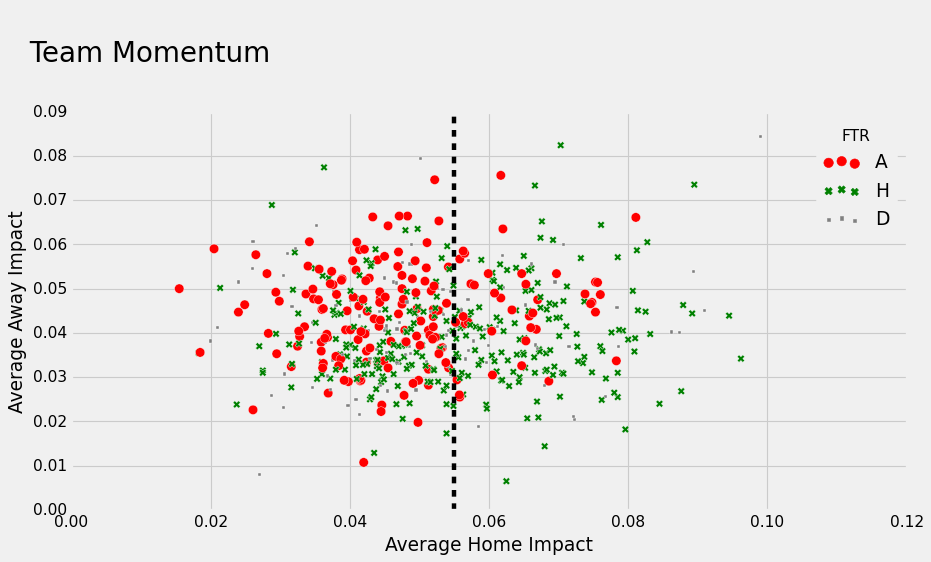 Team Momentum
0.09
0.08
0.07
0.06
0.05
0.04
0.03
0.02
0.01
0.00
Average Away Impact
0.00 0.02 0.04 0.06 0.08 0.10 0.12
Average Home Impact
FTR
A
H
D